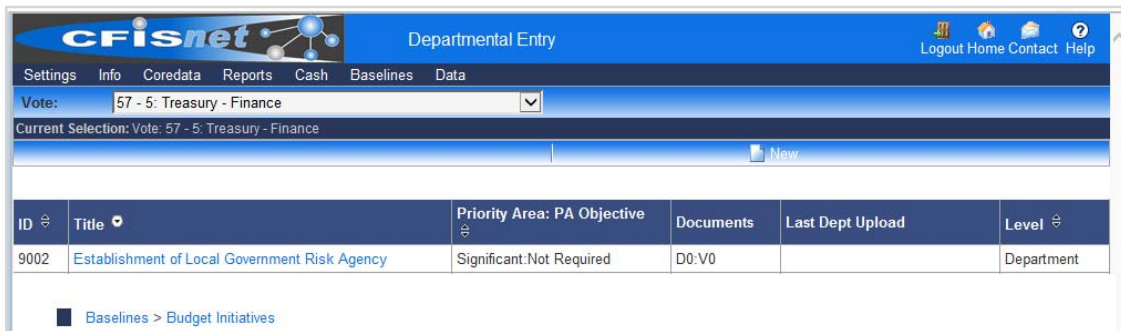 CFISnet Departmental Entry
Logout Home Contact Help
Settings Info Coredata Reports Cash Baselines Data
Vote: 57 - 5: Treasury - Finance
Current Selection: Vote: 57 - 5: Treasury - Finance
New
ID Title Priority Area: PA Objective Documents Last Dept Upload Level
9002 Establishment of Local Government Risk Agency Significant:Not Required D0:V0 Department
Baselines > Budget Initiatives